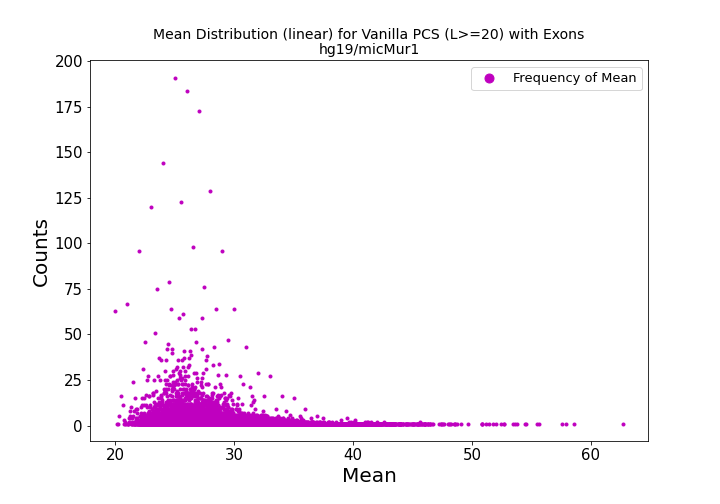 Mean Distribution (linear) for Vanilla PCS (L>=20) with Exons
hg19/micMur1
Frequency of Mean
200
175
150
125
100
75
50
25
0
Counts
20 30 40 50 60
Mean